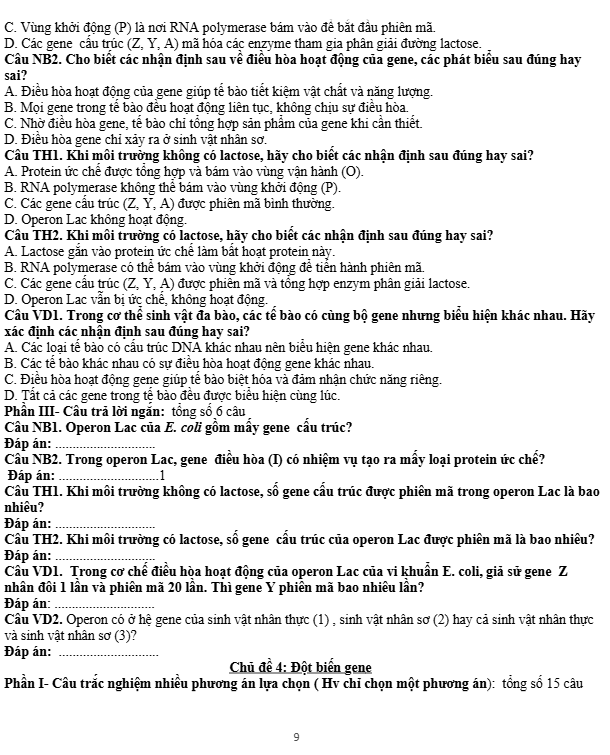 C. Vùng khởi động (P) là nơi RNA polymerase bám vào để bắt đầu phiên mã.
D. Các gene cấu trúc (Z, Y, A) mã hóa các enzyme tham gia phân giải đường lactose.
Câu NB2. Cho biết các nhận định sau về điều hòa hoạt động của gene, các phát biểu sau đúng hay
sai?
A. Điều hòa hoạt động của gene giúp tế bào tiết kiệm vật chất và năng lượng.
B. Mọi gene trong tế bào đều hoạt động liên tục, không chịu sự điều hòa.
C. Nhờ điều hòa gene, tế bào chỉ tổng hợp sản phẩm của gene khi cần thiết.
D. Điều hòa gene chỉ xảy ra ở sinh vật nhân sơ.
Câu TH1. Khi môi trường không có lactose, hãy cho biết các nhận định sau đúng hay sai?
A. Protein ức chế được tổng hợp và bám vào vùng vận hành (O).
B. RNA polymerase không thể bám vào vùng khởi động (P).
C. Các gene cấu trúc (Z, Y, A) được phiên mã bình thường.
D. Operon Lac không hoạt động.
Câu TH2. Khi môi trường có lactose, hãy cho biết các nhận định sau đúng hay sai?
A. Lactose gắn vào protein ức chế làm bất hoạt protein này.
B. RNA polymerase có thể bám vào vùng khởi động để tiến hành phiên mã.
C. Các gene cấu trúc (Z, Y, A) được phiên mã và tổng hợp enzym phân giải lactose.
D. Operon Lac vẫn bị ức chế, không hoạt động.
Câu VD1. Trong cơ thể sinh vật đa bào, các tế bào có cùng bộ gene nhưng biểu hiện khác nhau. Hãy
xác định các nhận định sau đúng hay sai?
A. Các loại tế bào có cấu trúc DNA khác nhau nên biểu hiện gene khác nhau.
B. Các tế bào khác nhau có sự điều hòa hoạt động gene khác nhau.
C. Điều hòa hoạt động gene giúp tế bào biệt hóa và đảm nhận chức năng riêng.
D. Tất cả các gene trong tế bào đều được biểu hiện cùng lúc.
Phần III- Câu trả lời ngắn: tổng số 6 câu
Câu NB1. Operon Lac của E. coli gồm mấy gene cấu trúc?
Đáp án: .............................
Câu NB2. Trong operon Lac, gene điều hòa (I) có nhiệm vụ tạo ra mấy loại protein ức chế?
Đáp án: .............................1
Câu TH1. Khi môi trường không có lactose, số gene cấu trúc được phiên mã trong operon Lac là bao
nhiêu?
Đáp án: .............................
Câu TH2. Khi môi trường có lactose, số gene cấu trúc của operon Lac được phiên mã là bao nhiêu?
Đáp án: .............................
Câu VD1. Trong cơ chế điều hòa hoạt động của operon Lac của vi khuẩn E. coli, giả sử gene Z
nhân đôi 1 lần và phiên mã 20 lần. Thì gene Y phiên mã bao nhiêu lần?
Đáp án: .............................
Câu VD2. Operon có ở hệ gene của sinh vật nhân thực (1) , sinh vật nhân sơ (2) hay cả sinh vật nhân thực
và sinh vật nhân sơ (3)?
Đáp án: .............................
Chủ đề 4: Đột biến gene
Phần I- Câu trắc nghiệm nhiều phương án lựa chọn ( Hv chỉ chọn một phương án): tổng số 15 câu
9